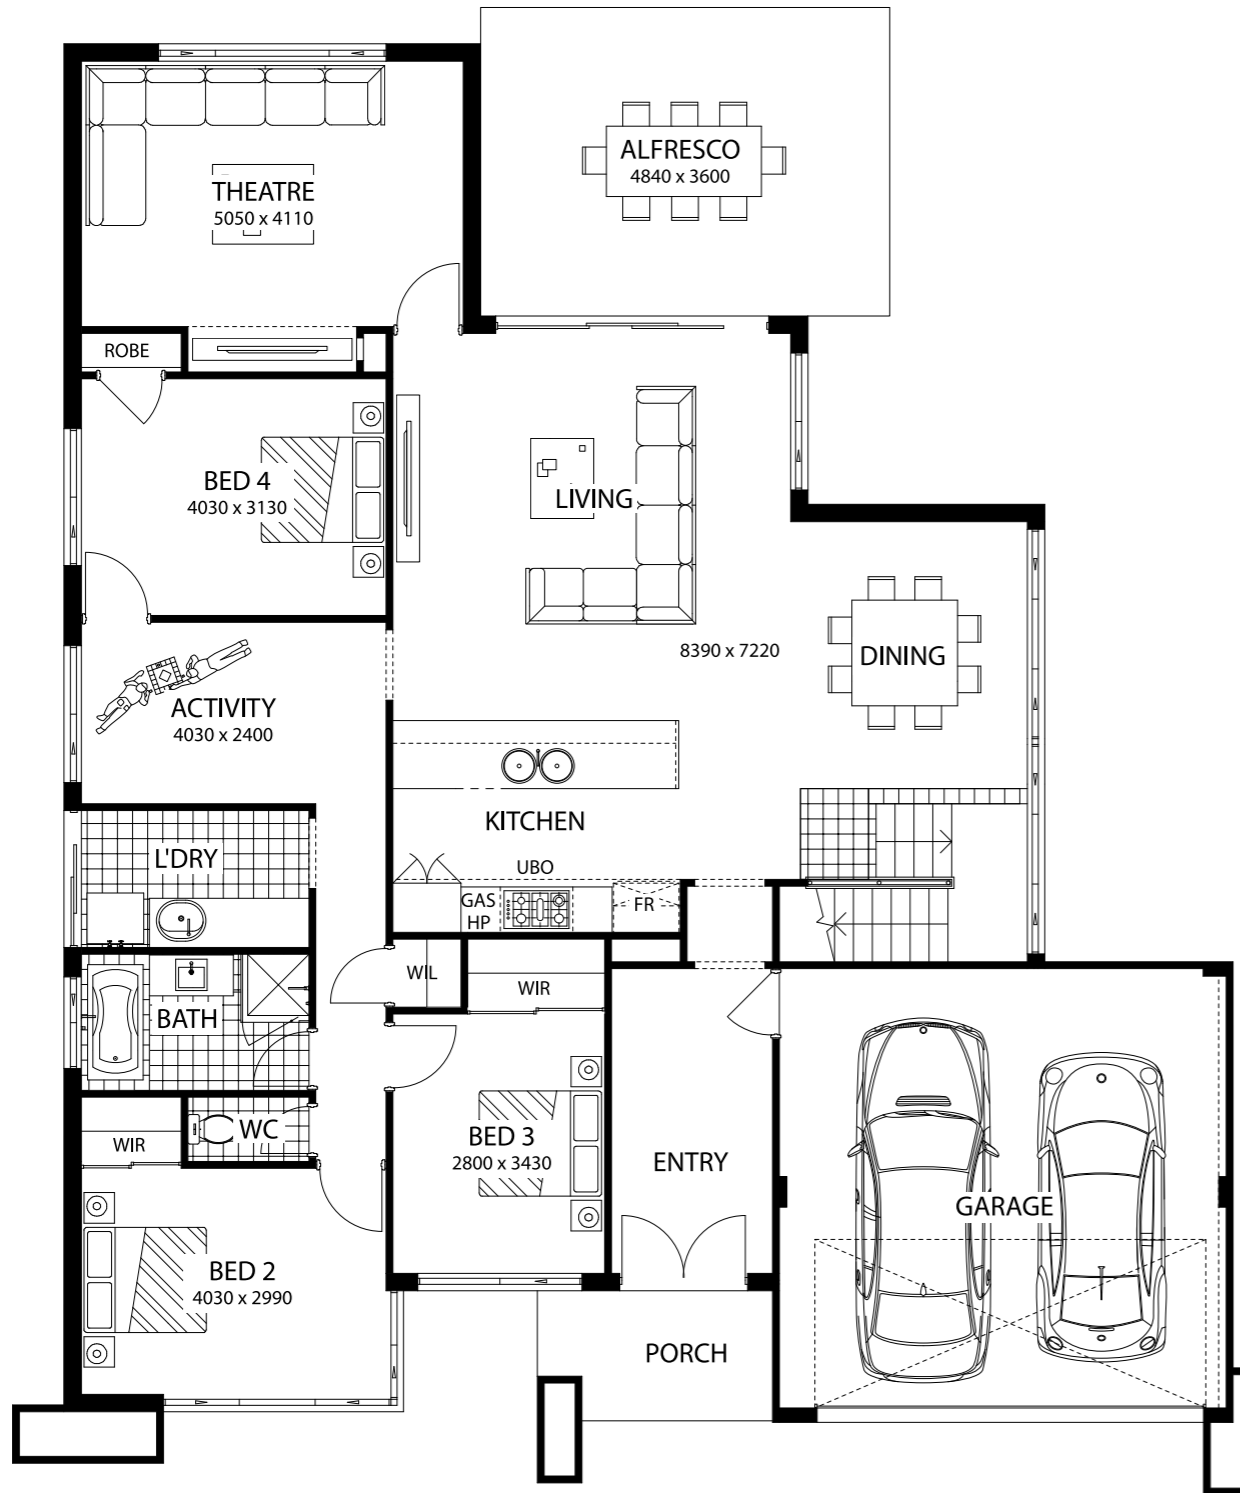 ALFRESCO
4840 x 3600
THEATRE
5050 x 4110
ROBE
BED 4
4030 x 3130
LIVING
8390 x 7220
DINING
ACTIVITY
4030 x 2400
KITCHEN
L'DRY
UBO
GAS
HP
FR
WIL
WIR
BATH
WC
WIR
BED 3
2800 x 3430
ENTRY
GARAGE
BED 2
4030 x 2990
PORCH